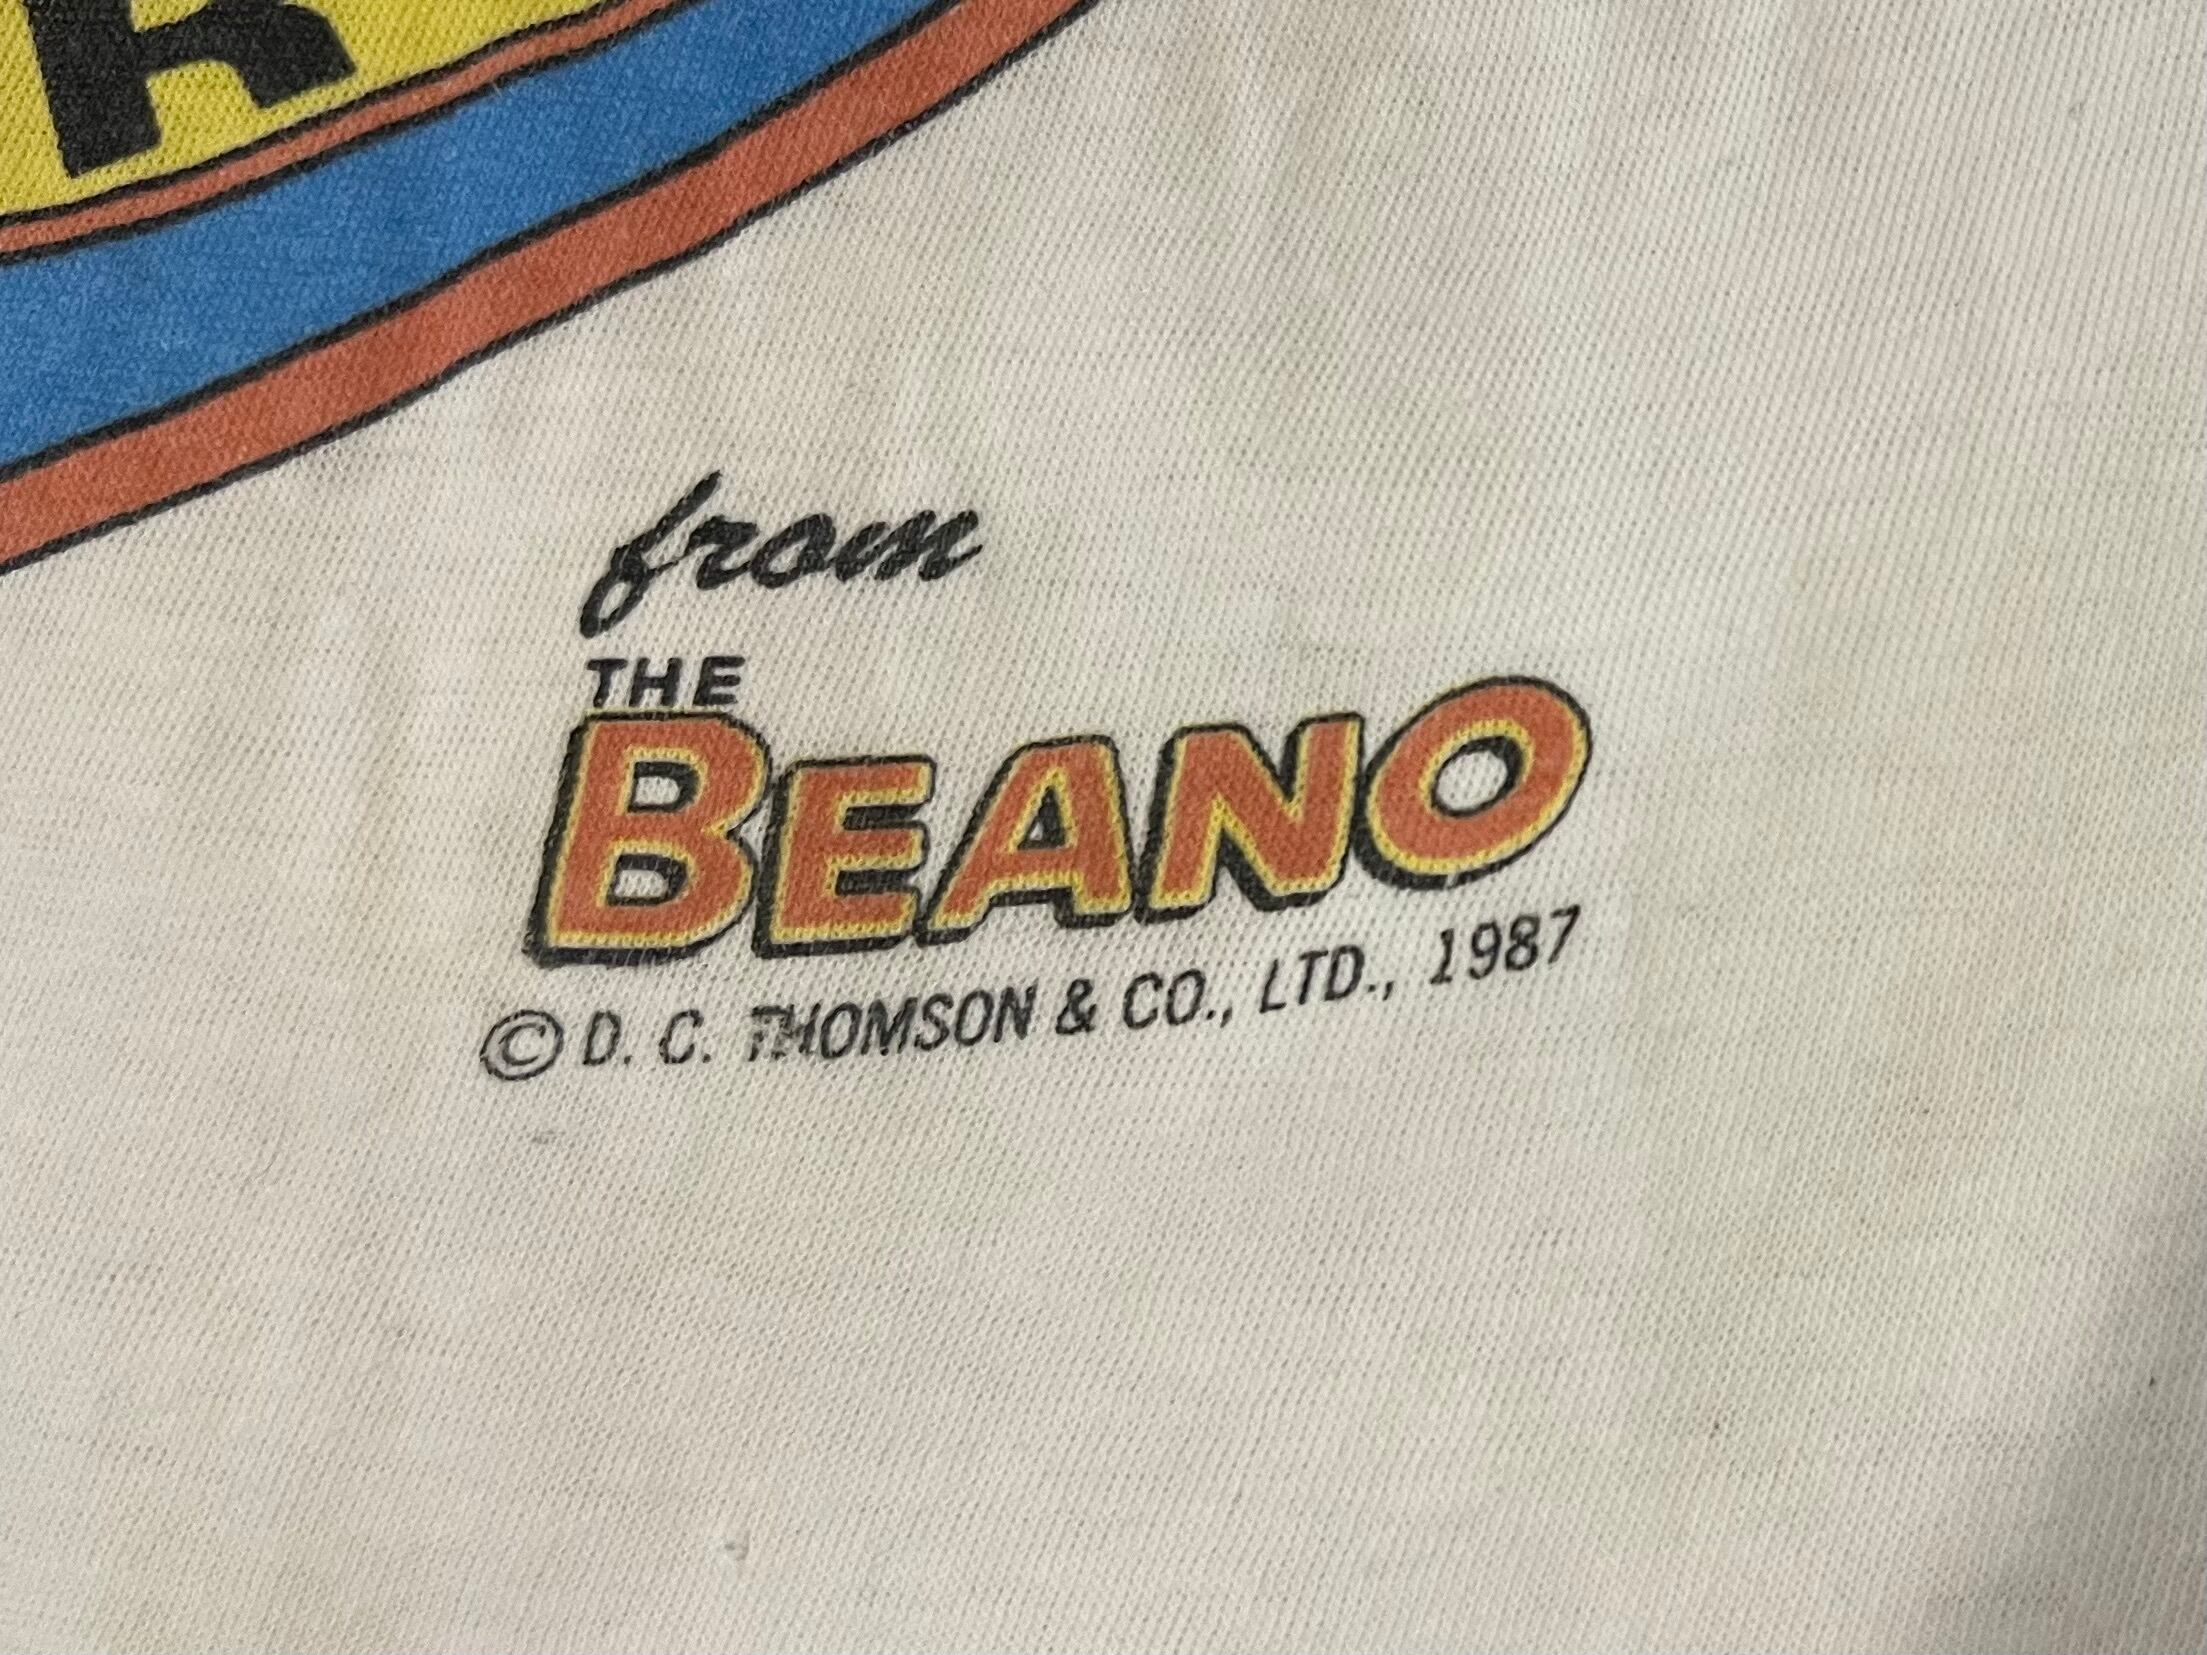 R
from
THE
BEANO
© D. C. THOMSON & CO., LTD., 1987